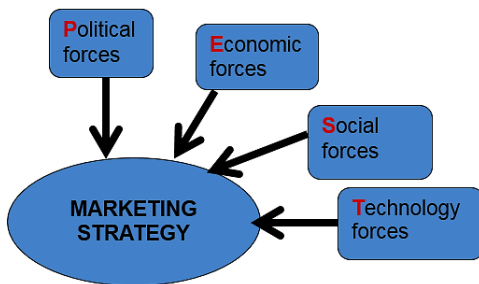 Political
forces
Economic
forces
Social
forces
MARKETING
STRATEGY
Technology
forces